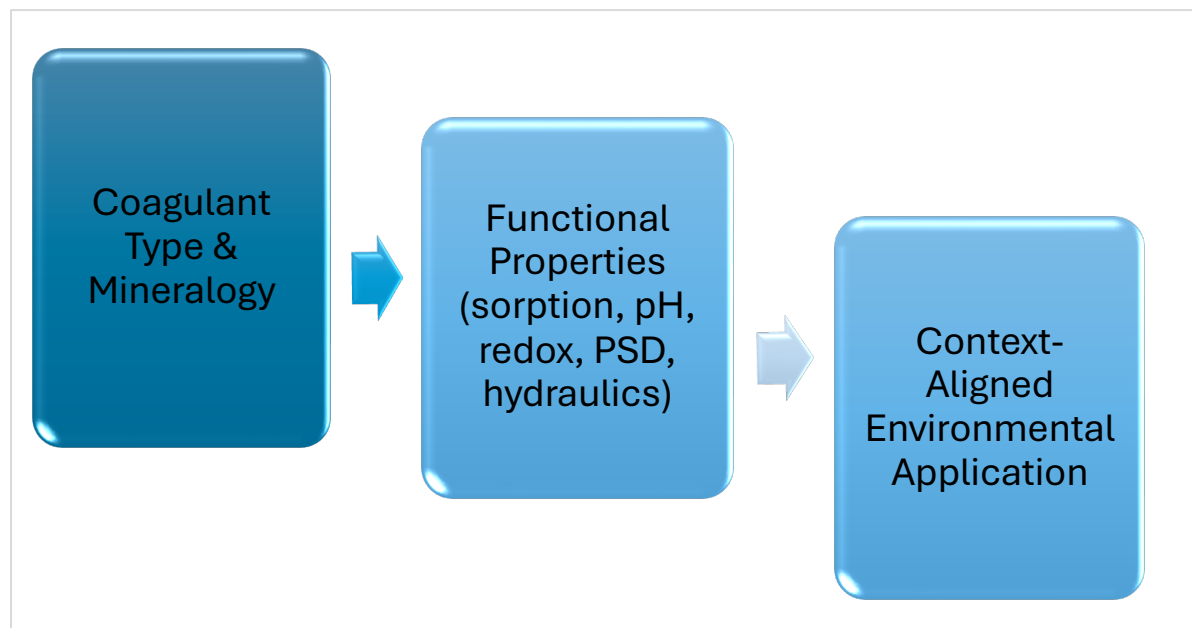 Coagulant
Type &
Mineralogy
Functional
Properties
(sorption, pH,
redox, PSD,
hydraulics)
Context-
Aligned
Environmental
Application